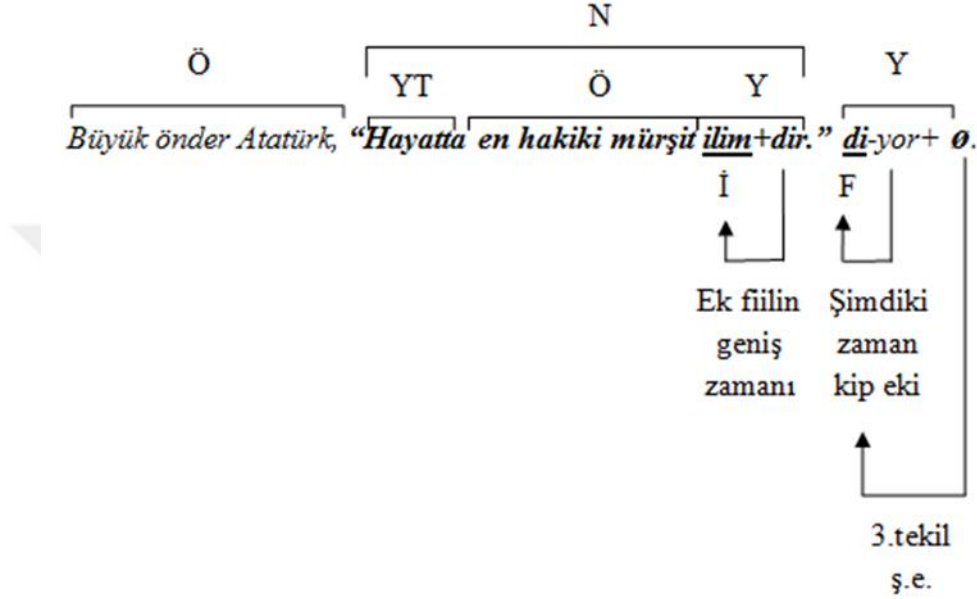 N
Ö Y
YT Ö Y
Büyük önder Atatürk, “Hayatta en hakiki mürşit ilim+dir.” di-yor+ ø.
İ F
Ek fiilin Şimdiki
geniş zaman
zamanı kip eki
3.tekil
ş.e.